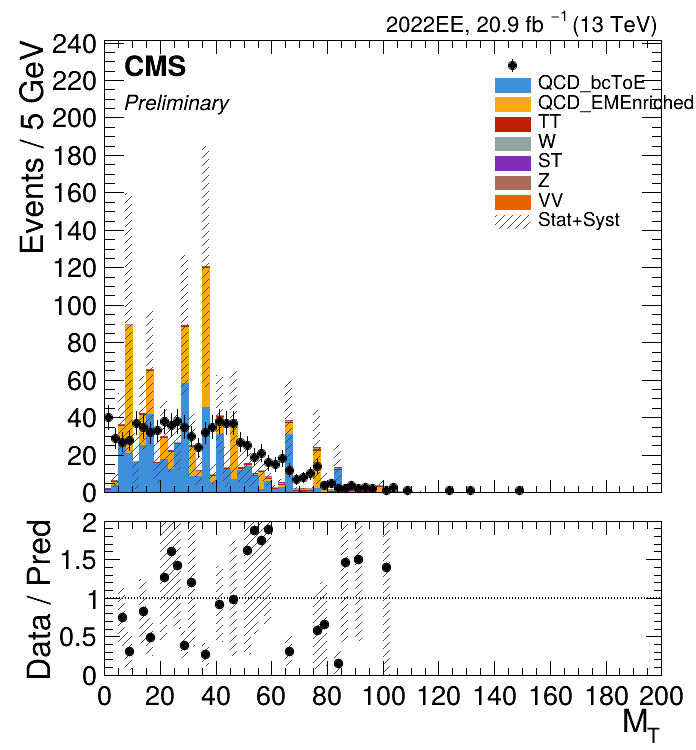 2022EE, 20.9 fb⁻¹ (13 TeV)
CMS
Preliminary
QCD_bcToE
QCD_EMEnriched
TT
W
ST
Z
VV
Stat+Syst
Events / 5 GeV
240
220
200
180
160
140
120
100
80
60
40
20
0
Data / Pred
2
1.5
1
0.5
0
0 20 40 60 80 100 120 140 160 180 200
M_T